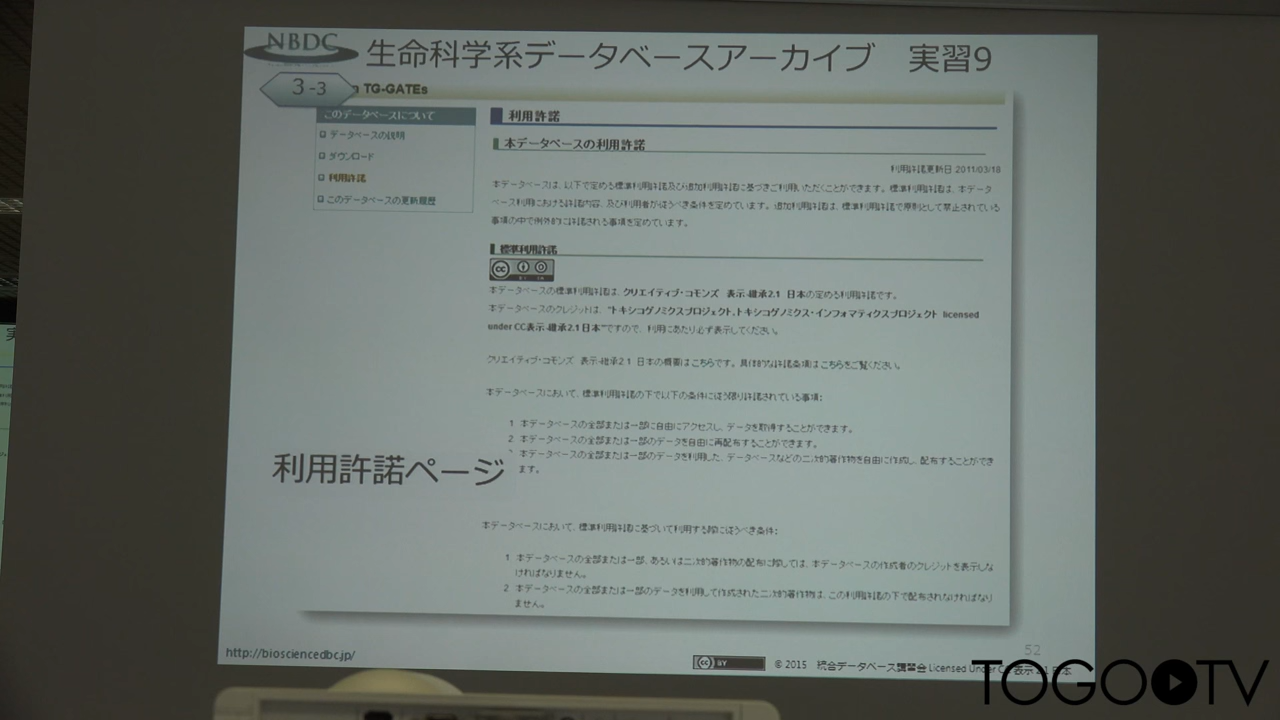 NBDC 生命科学系データベースアーカイブ 実習9
3-3
TG-GATEs
このデータベースについて
データベースの説明
ダウンロード
利用許諾
このデータベースの更新履歴
利用許諾
本データベースの利用許諾
利用許諾更新日 2011/03/18
本データベースは、以下で定める標準利用許諾及び追加利用許諾に基づきご利用いただくことができます。標準利用許諾は、本データ
ベース利用における許諾内容、及び利用者が従うべき条件を定めています。追加利用許諾は、標準利用許諾で原則として禁止されている
事項の中で例外的に許諾される事項を定めています。
標準利用許諾
cc
本データベースの標準利用許諾は、クリエイティブ・コモンズ 表示-継承2.1 日本の定める利用許諾です。
本データベースのクレジットは、"トキシコゲノミクスプロジェクト,トキシコゲノミクス・インフォマティクスプロジェクト licensed
under CC表示-継承2.1日本"ですので、利用にあたり必ず表示してください。
クリエイティブ・コモンズ 表示-継承2.1 日本の概要はこちらです。具体的な許諾条項はこちらをご覧ください。
本データベースにおいて、標準利用許諾の下で以下の条件に従う限り許諾されている事項:
1 本データベースの全部または一部に自由にアクセスし、データを取得することができます。
2 本データベースの全部または一部のデータを自由に再配布することができます。
本データベースの全部または一部のデータを利用した、データベースなどの二次的著作物を自由に作成し、配布することができ
ます。
利用許諾ページ
本データベースにおいて、標準利用許諾に基づいて利用する際に従うべき条件:
1. 本データベースの全部または一部、あるいは二次的著作物の配布に際しては、本データベースの作成者のクレジットを表示しな
ければなりません。
2 本データベースの全部または一部のデータを利用して作成された二次的著作物は、この利用許諾の下で配布されなければなり
ません。
52
http://biosciencedbc.jp/
cc BY © 2015 統合データベース講習会 Licensed Under
TOGOTV